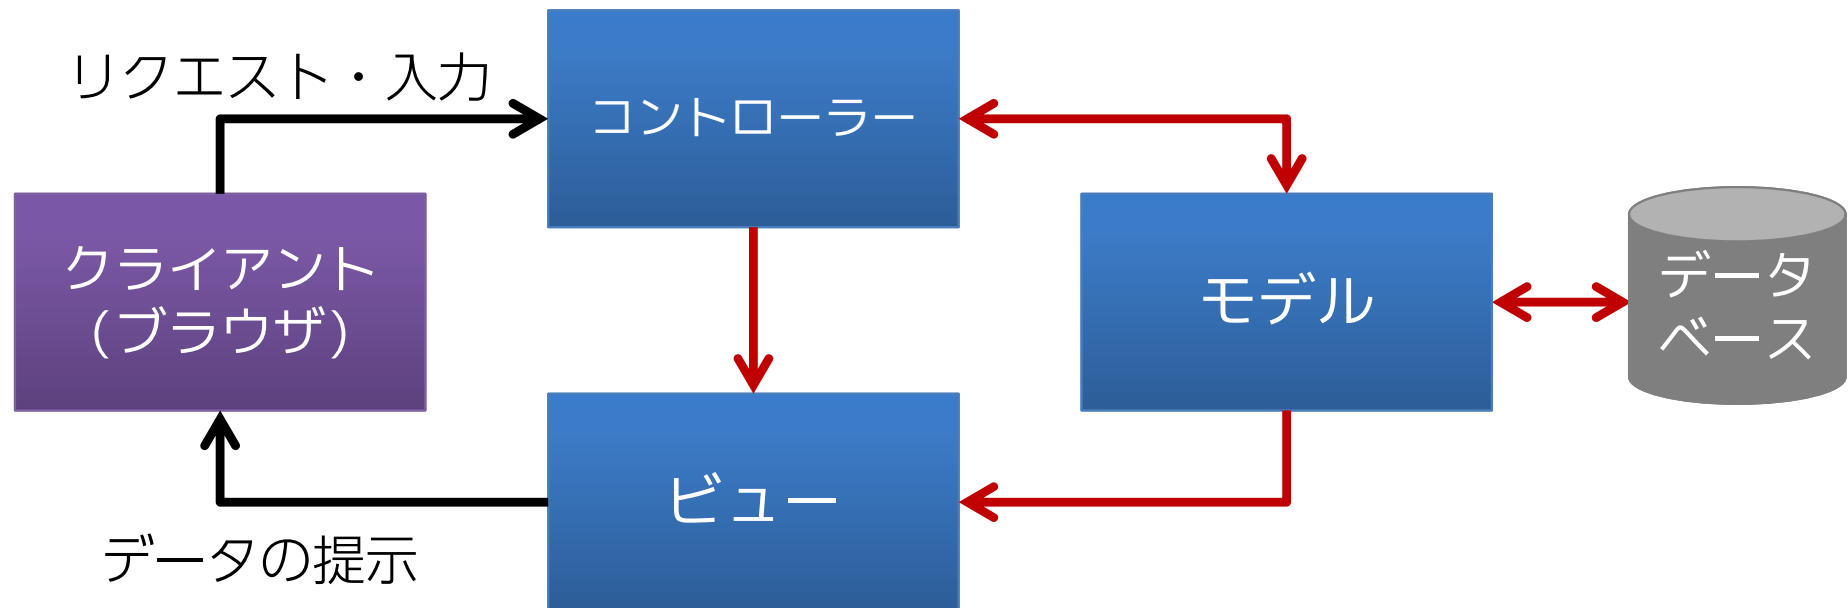 リクエスト・入力
コントローラー
クライアント
(ブラウザ)
モデル
データ
ベース
ビュー
データの提示